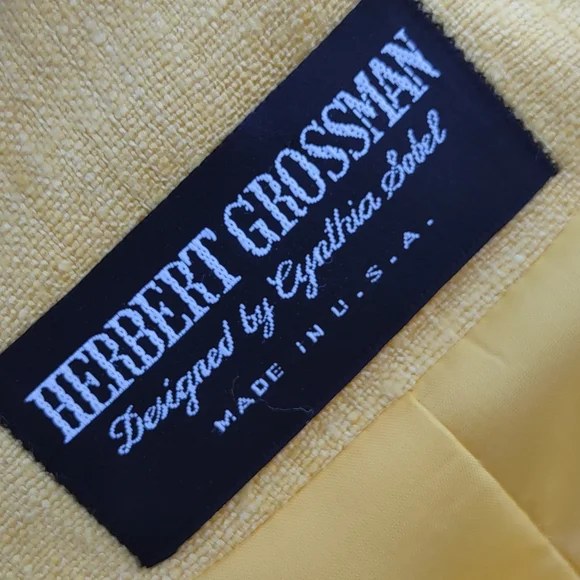 HERBERT GROSSMAN
Designed by Cynthia Sobel
MADE IN U.S.A.